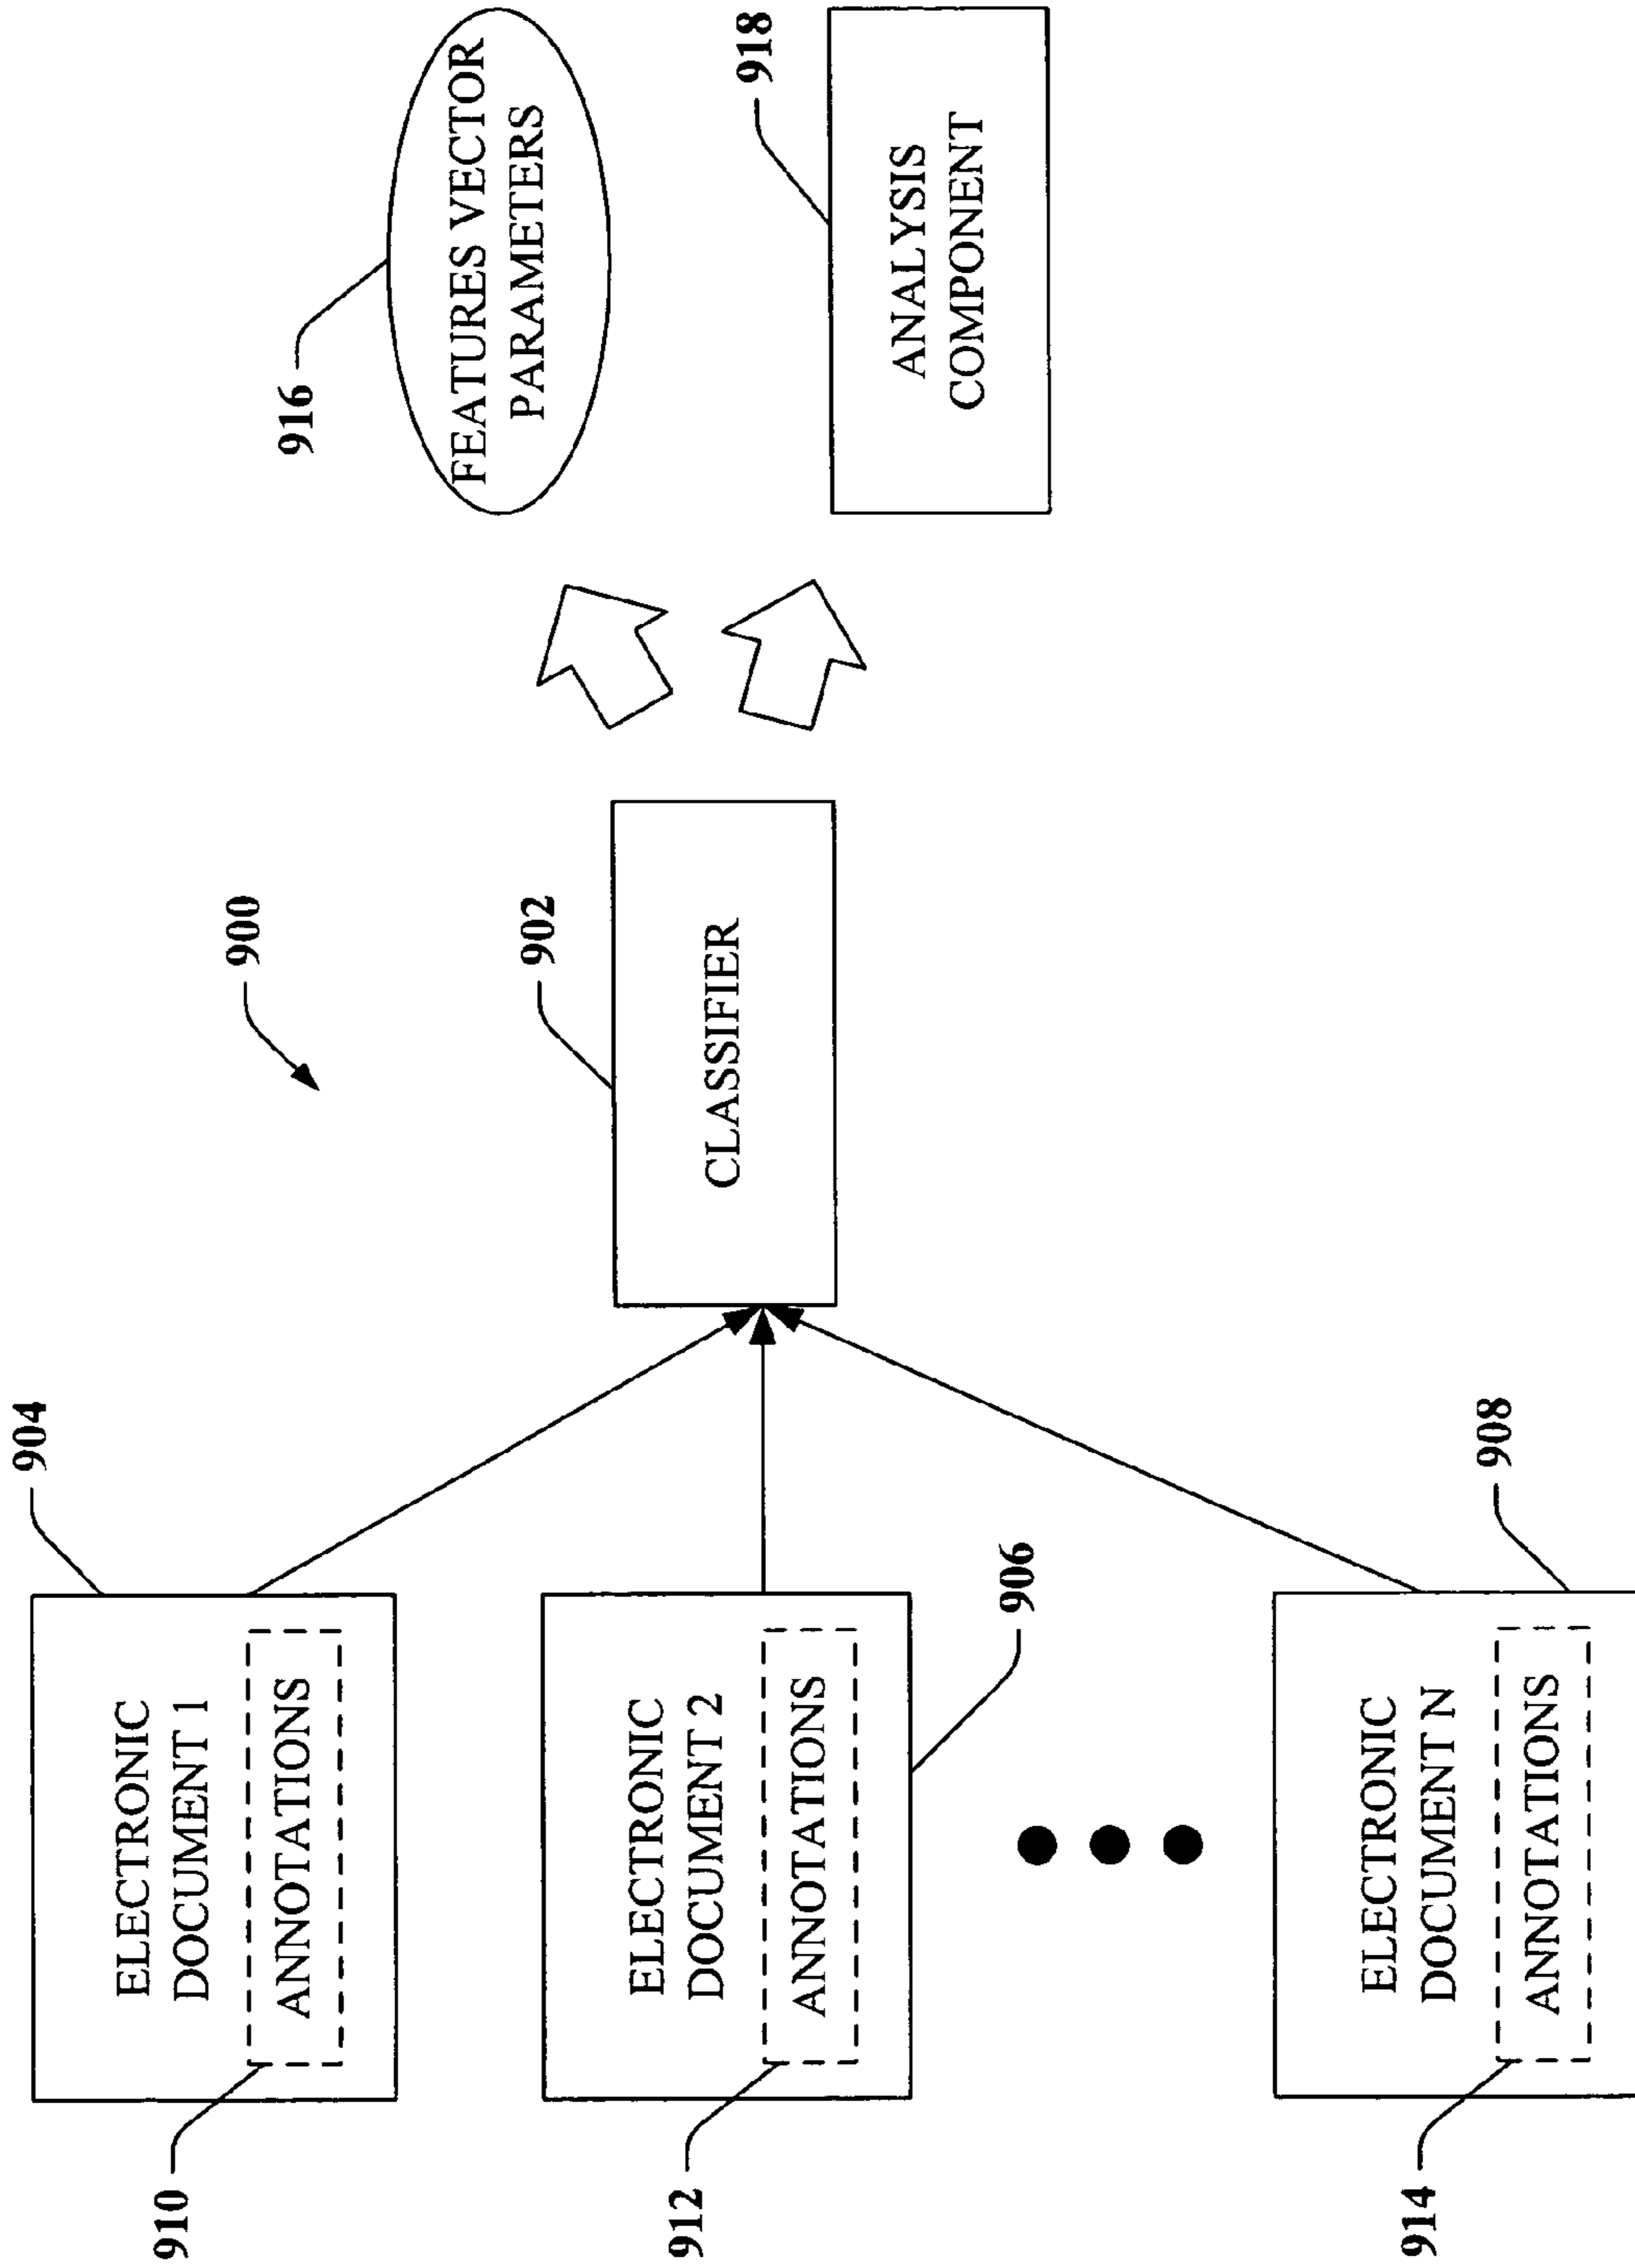 900
904
ELECTRONIC
DOCUMENT 1
ANNOTATIONS
910
ELECTRONIC
DOCUMENT 2
ANNOTATIONS
912
906
ELECTRONIC
DOCUMENT N
ANNOTATIONS
914
908
902
CLASSIFIER
916
FEATURES VECTOR
PARAMETERS
918
ANALYSIS
COMPONENT